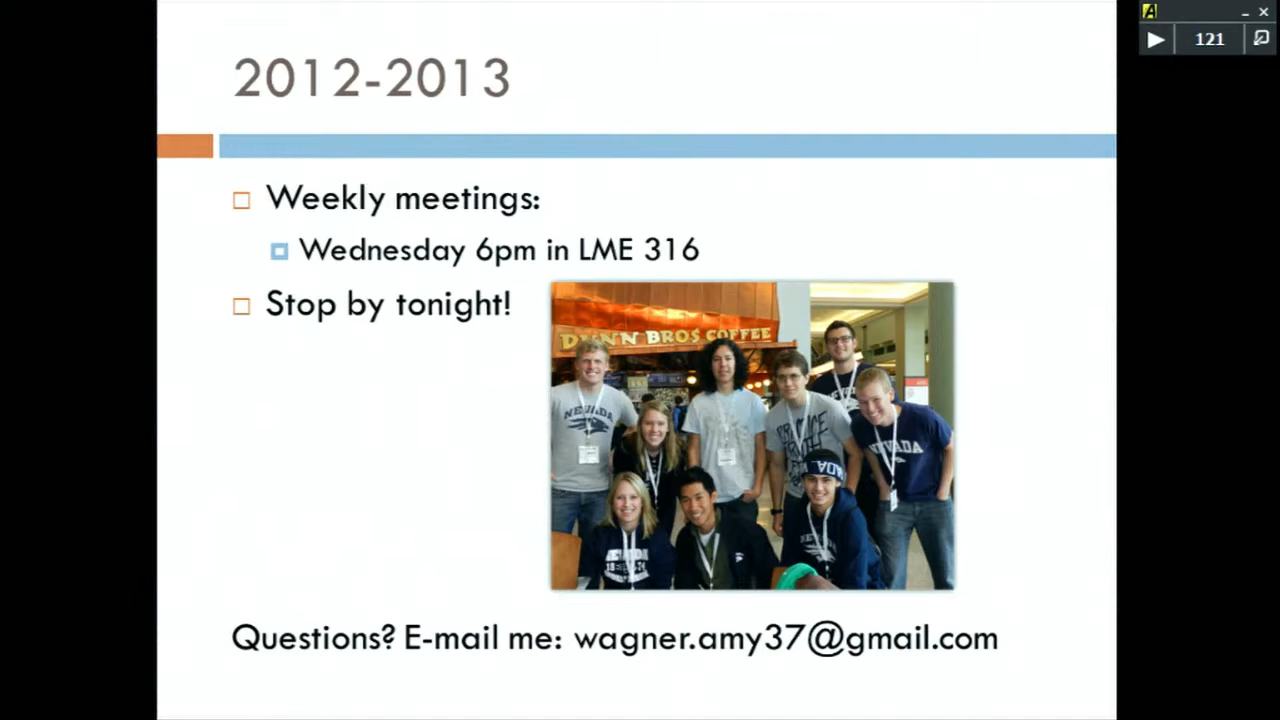 2012-2013
121
Weekly meetings:
Wednesday 6pm in LME 316
Stop by tonight!
DUNN BROS COFFEE
NEVADA
NEVADA
NEVADA
NEVADA
Questions? E-mail me: wagner.amy37@gmail.com